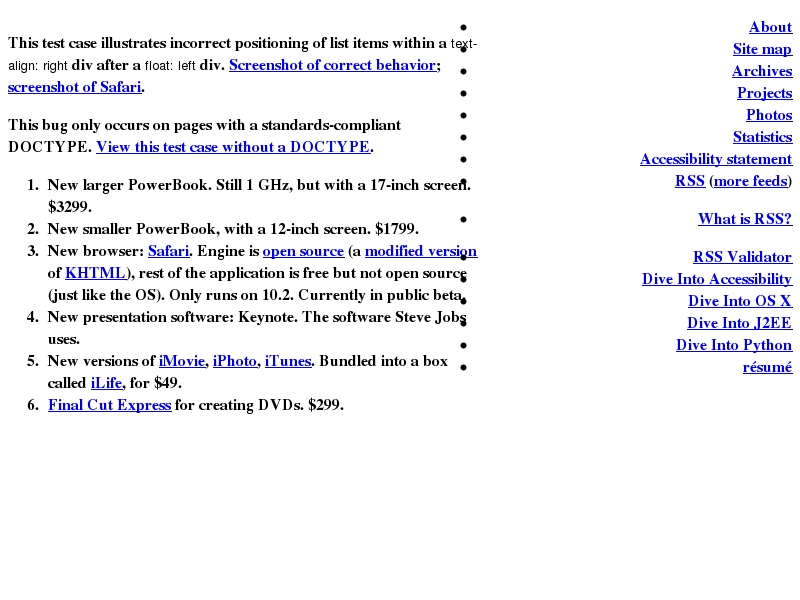 This test case illustrates incorrect positioning of list items within a text-
align: right div after a float: left div. Screenshot of correct behavior;
screenshot of Safari.
This bug only occurs on pages with a standards-compliant
DOCTYPE. View this test case without a DOCTYPE.
1. New larger PowerBook. Still 1 GHz, but with a 17-inch screen.
$3299.
2. New smaller PowerBook, with a 12-inch screen. $1799.
3. New browser: Safari. Engine is open source (a modified version
of KHTML), rest of the application is free but not open source
(just like the OS). Only runs on 10.2. Currently in public beta.
4. New presentation software: Keynote. The software Steve Jobs
uses.
5. New versions of iMovie, iPhoto, iTunes. Bundled into a box
called iLife, for $49.
6. Final Cut Express for creating DVDs. $299.
About
Site map
Archives
Projects
Photos
Statistics
Accessibility statement
RSS (more feeds)
What is RSS?
RSS Validator
Dive Into Accessibility
Dive Into OS X
Dive Into J2EE
Dive Into Python
résumé